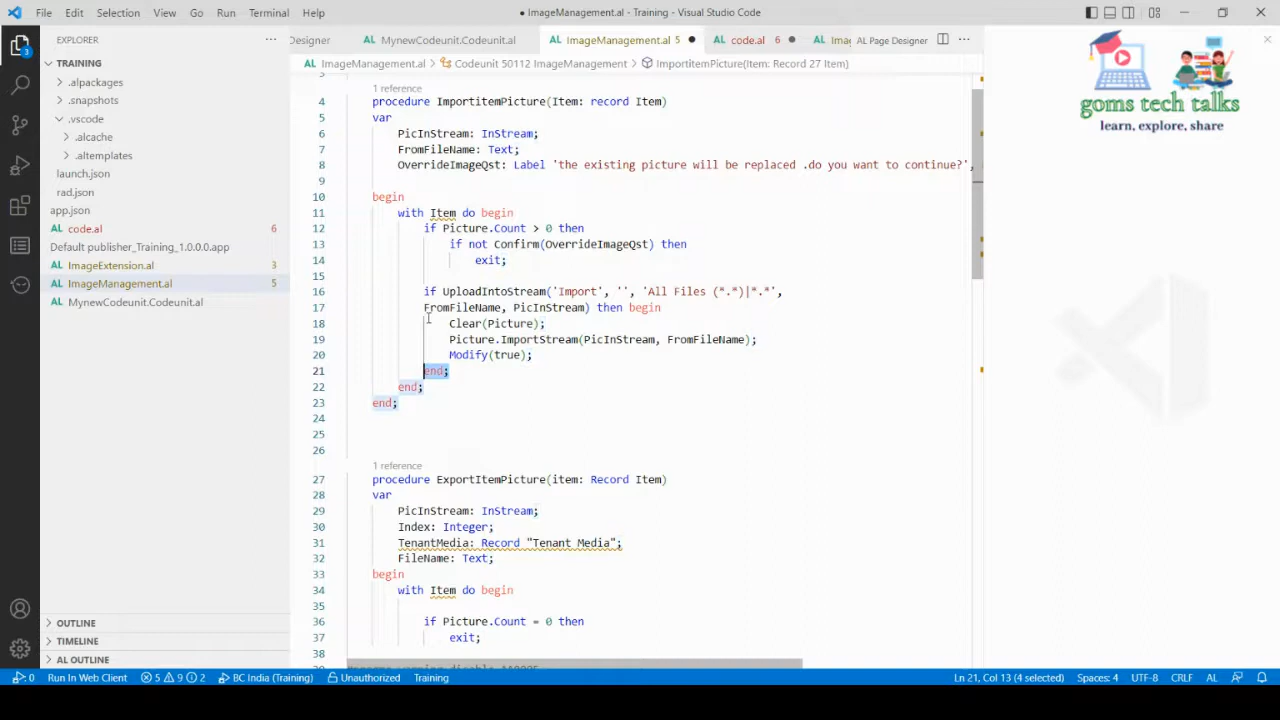 File Edit Selection View Go Run Terminal Help
● ImageManagement.al - Training - Visual Studio Code
EXPLORER
TRAINING
.alpackages
.snapshots
.vscode
.alcache
.altemplates
launch.json
rad.json
app.json
code.al 6
Default publisher_Training_1.0.0.0.app
ImageExtension.al 3
ImageManagement.al 5
MynewCodeunit.Codeunit.al
OUTLINE
TIMELINE
AL OUTLINE
Designer MynewCodeunit.Codeunit.al ImageManagement.al 5 code.al 6 AL Page Designer
ImageManagement.al > Codeunit 50112 ImageManagement > ImportitemPicture(Item: Record 27 Item)
3
1 reference
4 procedure ImportitemPicture(Item: record Item)
5 var
6 PicInStream: InStream;
7 FromFileName: Text;
8 OverrideImageQst: Label 'the existing picture will be replaced .do you want to continue?',
9
10 begin
11 with Item do begin
12 if Picture.Count > 0 then
13 if not Confirm(OverrideImageQst) then
14 exit;
15
16 if UploadIntoStream('Import', '', 'All Files (*.*)|*.*',
17 FromFileName, PicInStream) then begin
18 Clear(Picture);
19 Picture.ImportStream(PicInStream, FromFileName);
20 Modify(true);
21 end;
22 end;
23 end;
24
25
26
1 reference
27 procedure ExportItemPicture(item: Record Item)
28 var
29 PicInStream: InStream;
30 Index: Integer;
31 TenantMedia: Record "Tenant Media";
32 FileName: Text;
33 begin
34 with Item do begin
35
36 if Picture.Count = 0 then
37 exit;
38
goms tech talks
learn, explore, share
0 Run In Web Client 5 9 2 BC India (Training) Unauthorized Training Ln 21, Col 13 (4 selected) Spaces: 4 UTF-8 CRLF AL